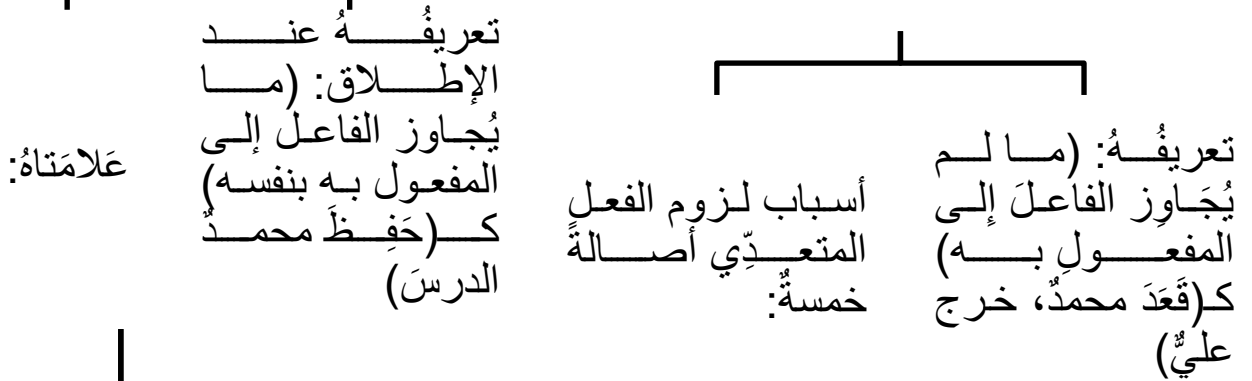 تعريفُهُ: (ما لم
يُجَاوِز الفاعلَ إِلى
المفعولِ به)
كـ(قَعَدَ محمدٌ، خرج
عليٌّ)
أسباب لزوم الفعلِ
المتعدِّي أصالةً
خمسةٌ:
تعريفُهُ عند
الإطلاق: (ما
يُجاوز الفاعل إلى
المفعول به بنفسه)
كـ(حَفِظَ محمدٌ
الدرسَ)
عَلامَتاهُ: